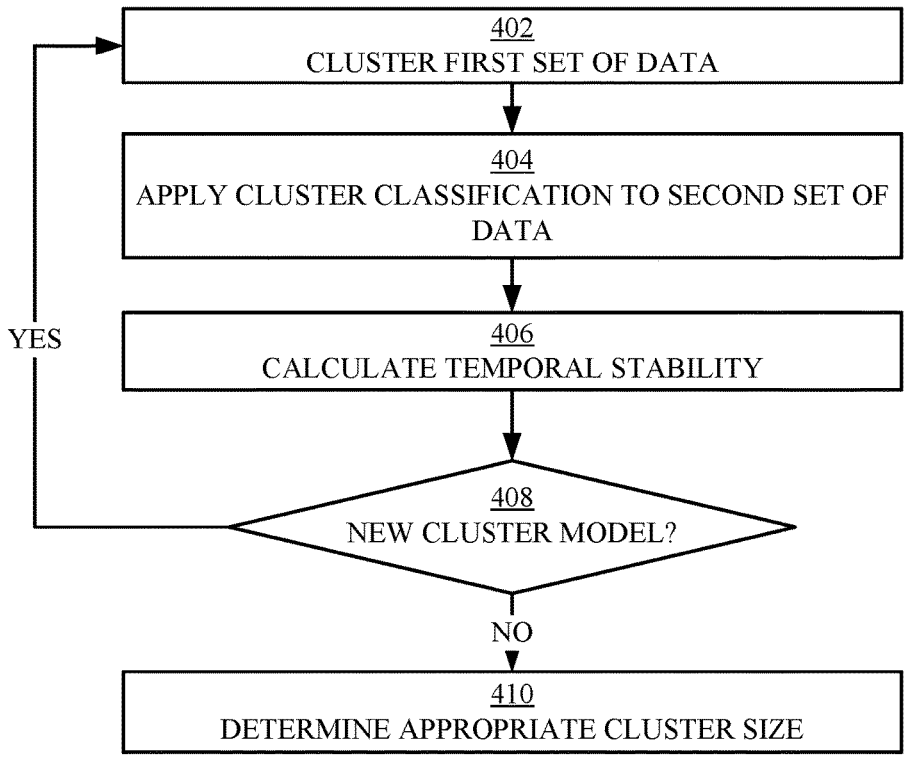 402
CLUSTER FIRST SET OF DATA
404
APPLY CLUSTER CLASSIFICATION TO SECOND SET OF
DATA
406
CALCULATE TEMPORAL STABILITY
YES
408
NEW CLUSTER MODEL?
NO
410
DETERMINE APPROPRIATE CLUSTER SIZE